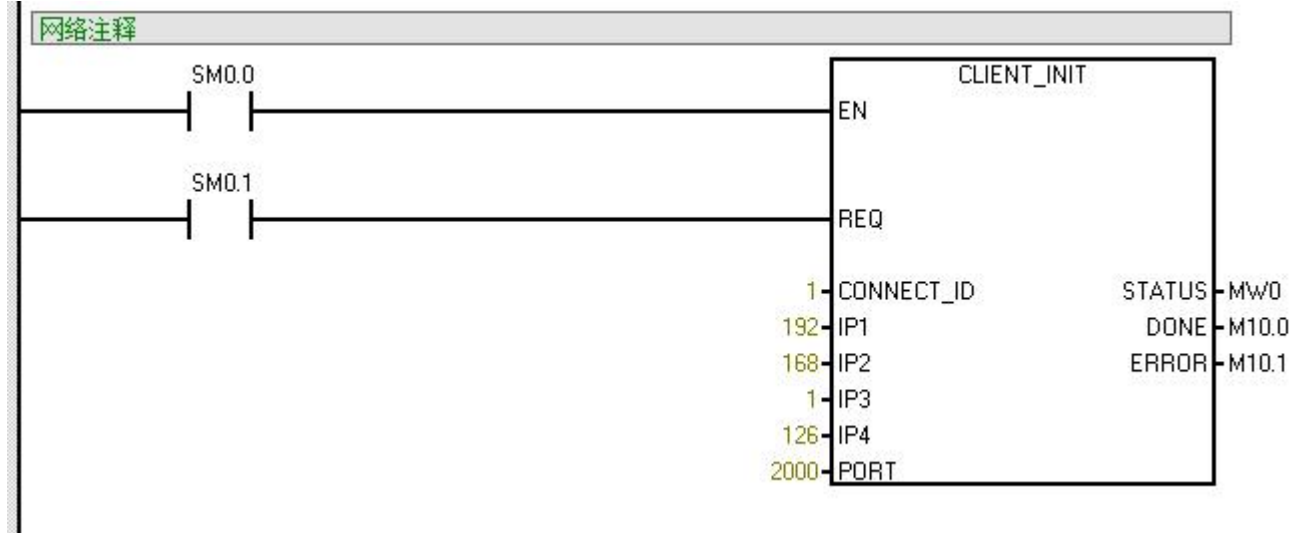 网络注释
SM0.0
CLIENT_INIT
EN
SM0.1
REQ
1 CONNECT_ID STATUS MW0
192 IP1 DONE M10.0
168 IP2 ERROR M10.1
1 IP3
126 IP4
2000 PORT